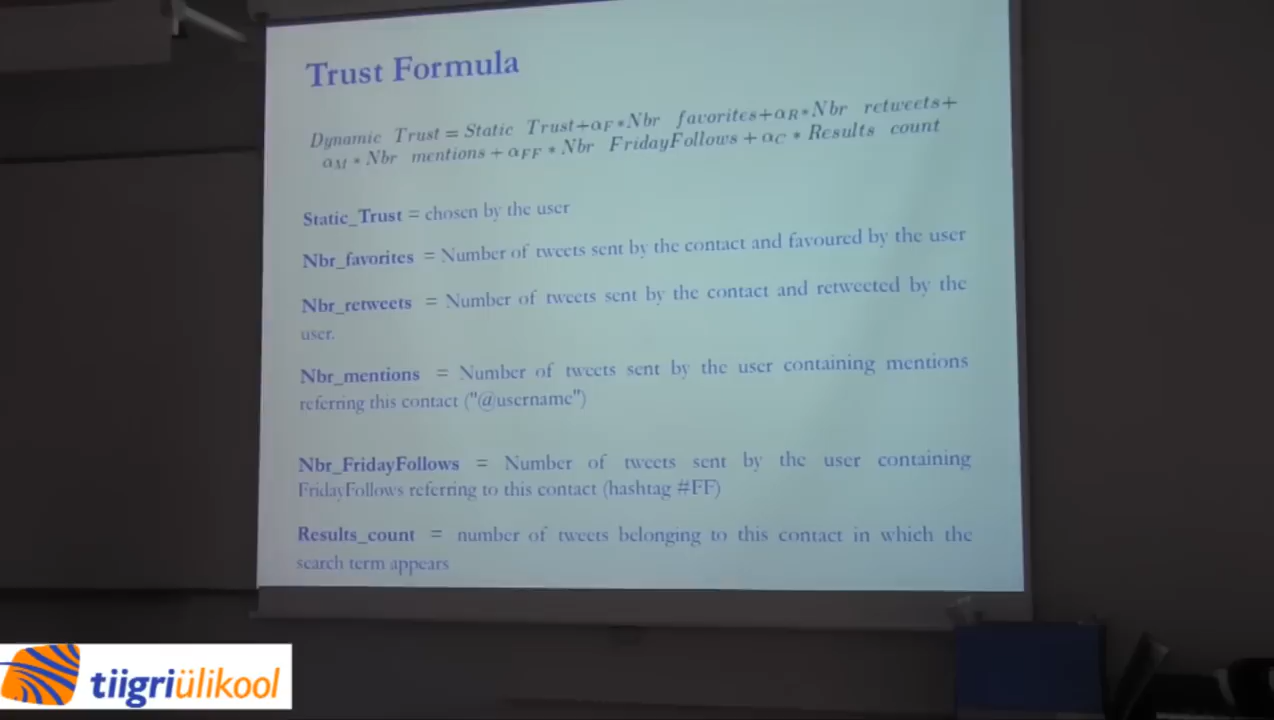 Trust Formula
Dynamic Trust = Static Trust+αF*Nbr favorites+αR*Nbr retweets+
αM * Nbr mentions + αFF * Nbr FridayFollows + αC * Results count
Static_Trust = chosen by the user
Nbr_favorites = Number of tweets sent by the contact and favoured by the user
Nbr_retweets = Number of tweets sent by the contact and retweeted by the
user.
Nbr_mentions = Number of tweets sent by the user containing mentions
referring this contact ("@username")
Nbr_FridayFollows = Number of tweets sent by the user containing
FridayFollows referring to this contact (hashtag #FF)
Results_count = number of tweets belonging to this contact in which the
search term appears
tiigriülikool